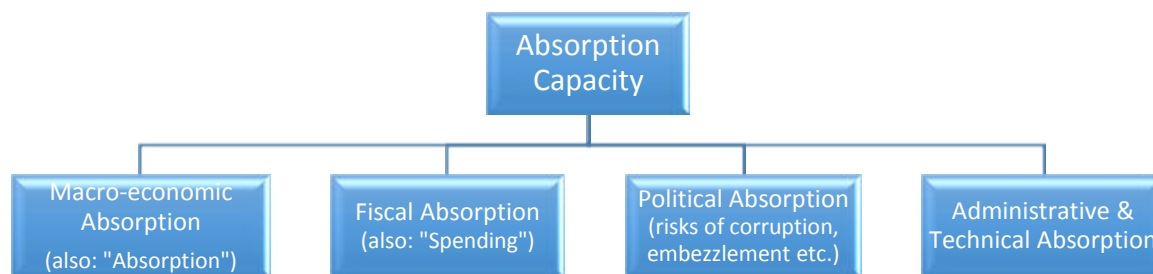 Absorption
Capacity
Macro-economic
Absorption
(also: "Absorption")
Fiscal Absorption
(also: "Spending")
Political Absorption
(risks of corruption,
embezzlement etc.)
Administrative &
Technical Absorption